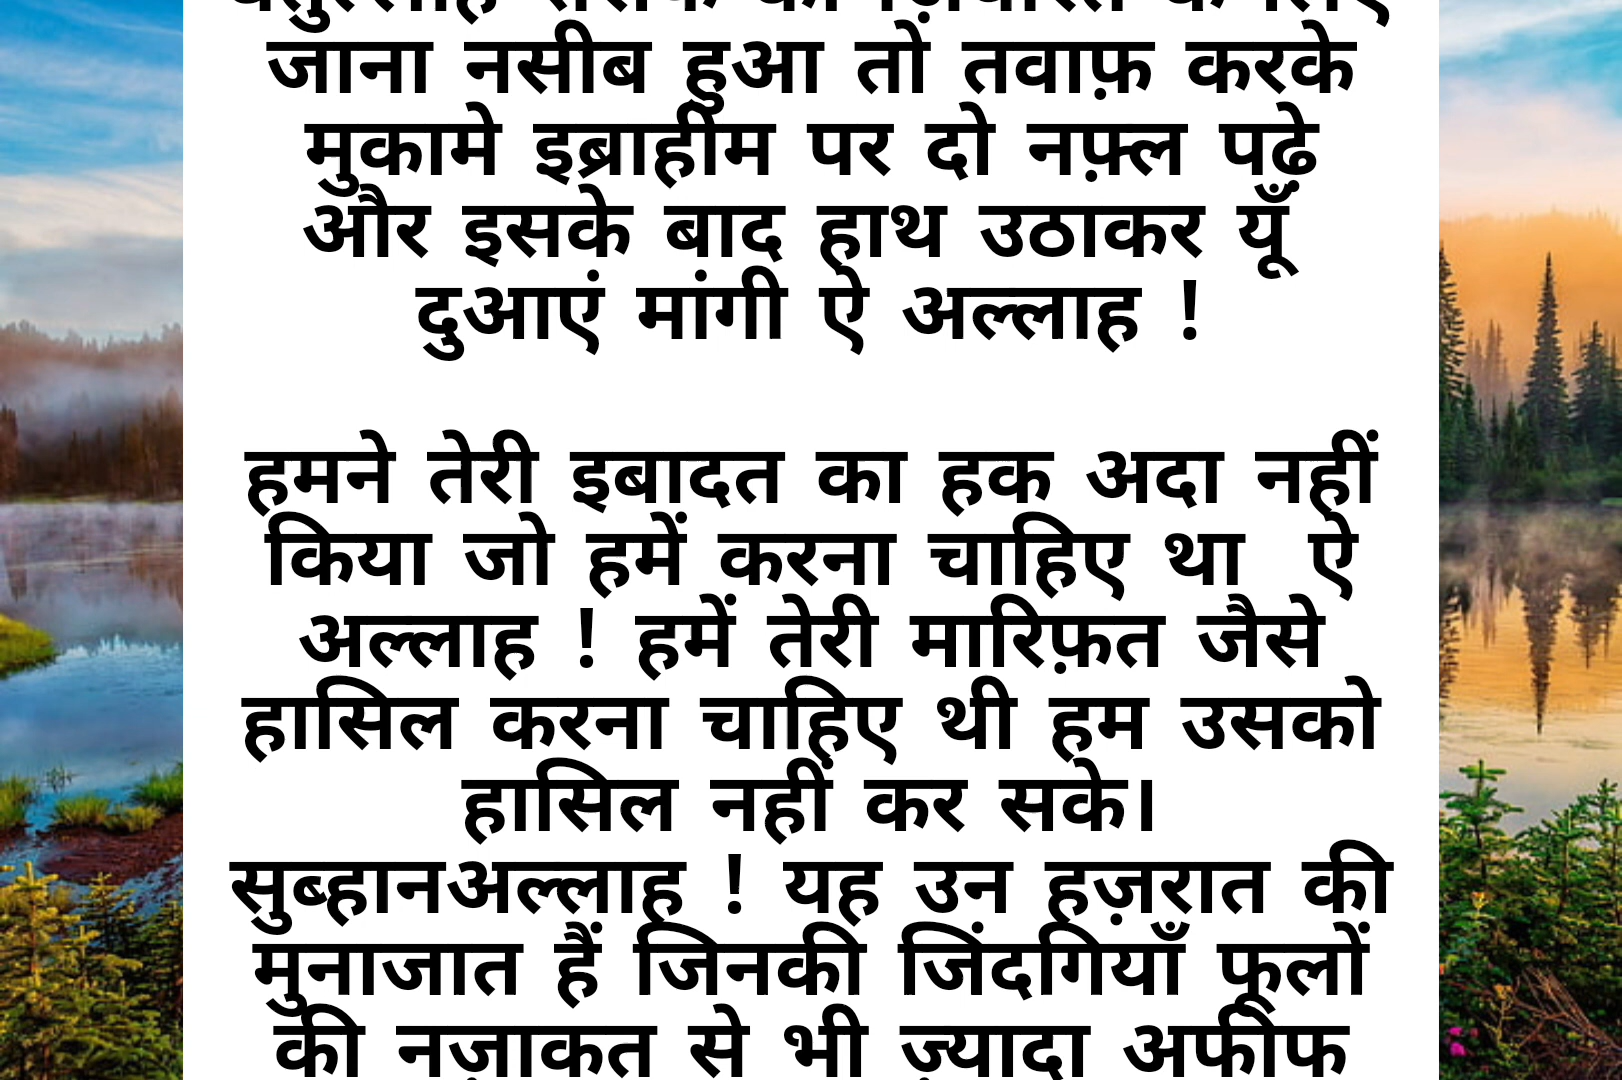 जाना नसीब हुआ तो तवाफ़ करके
मुकामे इब्राहीम पर दो नफ़्ल पढ़े
और इसके बाद हाथ उठाकर यूँ
दुआएं मांगी ऐ अल्लाह !
हमने तेरी इबादत का हक अदा नहीं
किया जो हमें करना चाहिए था ऐ
अल्लाह ! हमें तेरी मारिफ़त जैसे
हासिल करना चाहिए थी हम उसको
हासिल नहीं कर सके।
सुब्हानअल्लाह ! यह उन हज़रात की
मुनाजात हैं जिनकी जिंदगियाँ फूलों
की नज़ाकत से भी ज़्यादा अफीफ